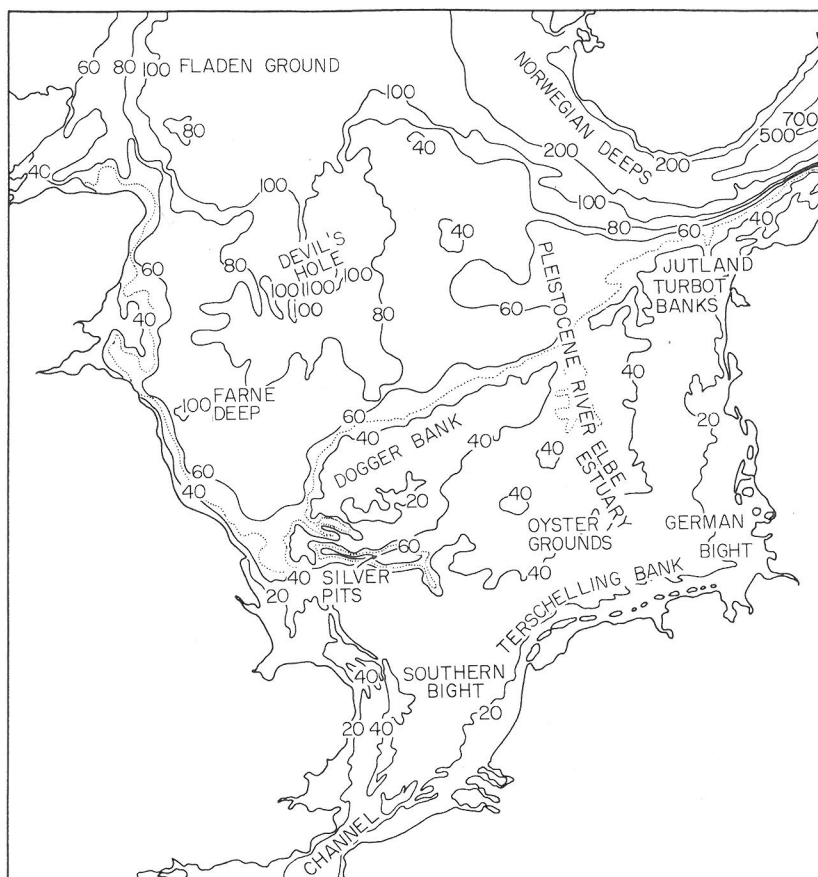 60 80 100 FLADEN GROUND
NORWEGIAN DEEPS
700
500
100
80
40
200
200
40
100
100
80
60
40
40
DEVIL'S
HOLE
PLEISTOCENE RIVER ELBE
ESTUARY
60
80
JUTLAND
TURBOT
BANKS
100 1100 100
100
60
80
40
40
100
FARNE
DEEP
20
60
40
DOGGER BANK
40
40
60
40
20
40
OYSTER
GROUNDS
GERMAN
BIGHT
60
40
40
SILVER
PITS
20
TERSCHELLING BANK
SOUTHERN
BIGHT
40
20
20 40
CHANNEL